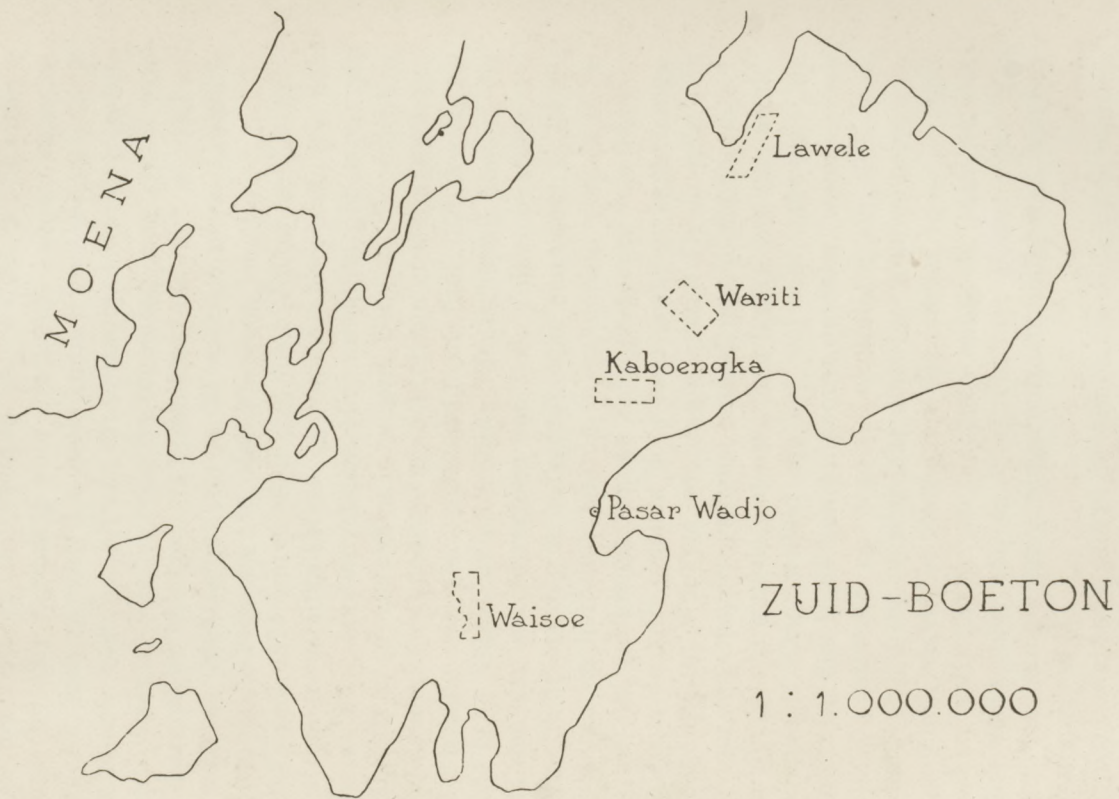 MOENA
Lawele
Wariti
Kaboengka
Pasar Wadjo
Waisoe
ZUID-BOETON
1:1.000.000